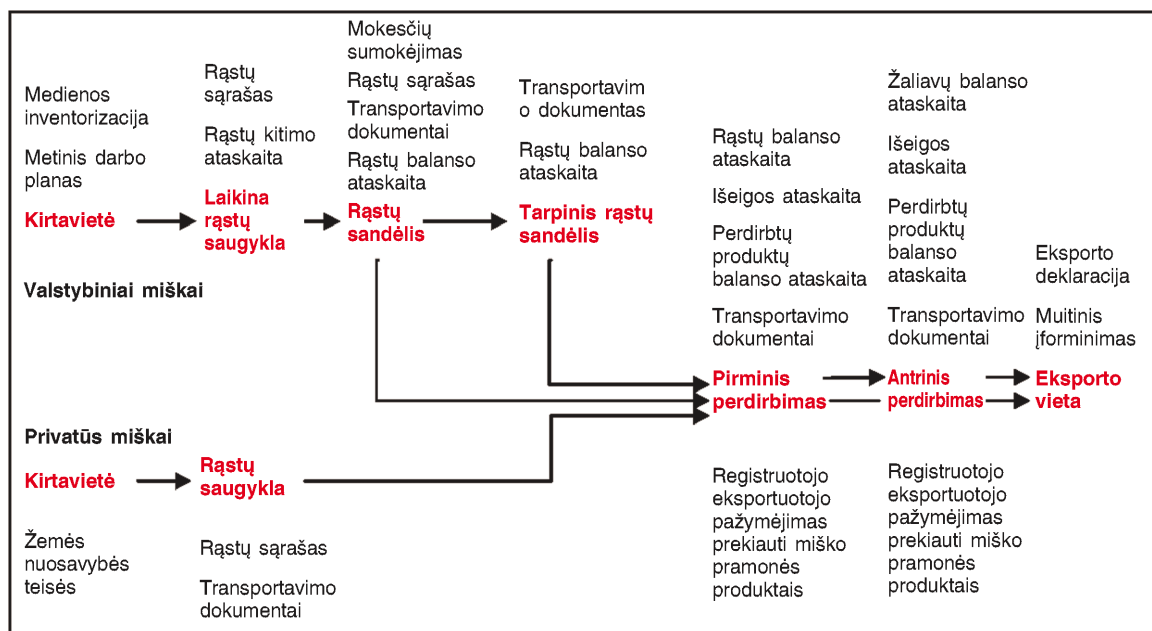 Medienos
inventorizacija
Metinis darbo
planas
Kirtavietė
Rąstų
sąrašas
Rąstų kitimo
ataskaita
Laikina
rąstų
saugykla
Mokesčių
sumokėjimas
Rąstų sąrašas
Transportavimo
dokumentai
Rąstų balanso
ataskaita
Rąstų
sandėlis
Transportavim
o dokumentas
Rąstų balanso
ataskaita
Tarpinis rąstų
sandėlis
Valstybiniai miškai
Rąstų balanso
ataskaita
Išeigos ataskaita
Perdirbtų
produktų
balanso ataskaita
Transportavimo
dokumentai
Pirminis
perdirbimas
Žaliavų balanso
ataskaita
Išeigos
ataskaita
Perdirbtų
produktų
balanso
ataskaita
Transportavimo
dokumentai
Antrinis
perdirbimas
Eksporto
deklaracija
Muitinis
įforminimas
Eksporto
vieta
Privatūs miškai
Kirtavietė
Rąstų
saugykla
Žemės
nuosavybės
teisės
Rąstų sąrašas
Transportavimo
dokumentai
Registruotojo
eksportuotojo
pažymėjimas
prekiauti miško
pramonės
produktais
Registruotojo
eksportuotojo
pažymėjimas
prekiauti miško
pramonės
produktais